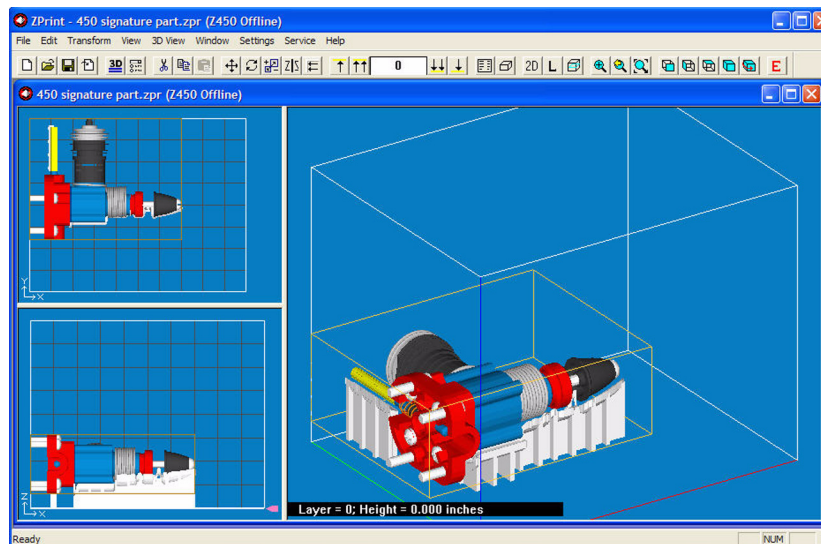 ZPrint - 450 signature part.zpr (Z450 Offline)
File Edit Transform View 3D View Window Settings Service Help
3D Z|S 0 2D L E
450 signature part.zpr (Z450 Offline)
Y
X
Z
X
Layer = 0; Height = 0.000 inches
Ready NUM